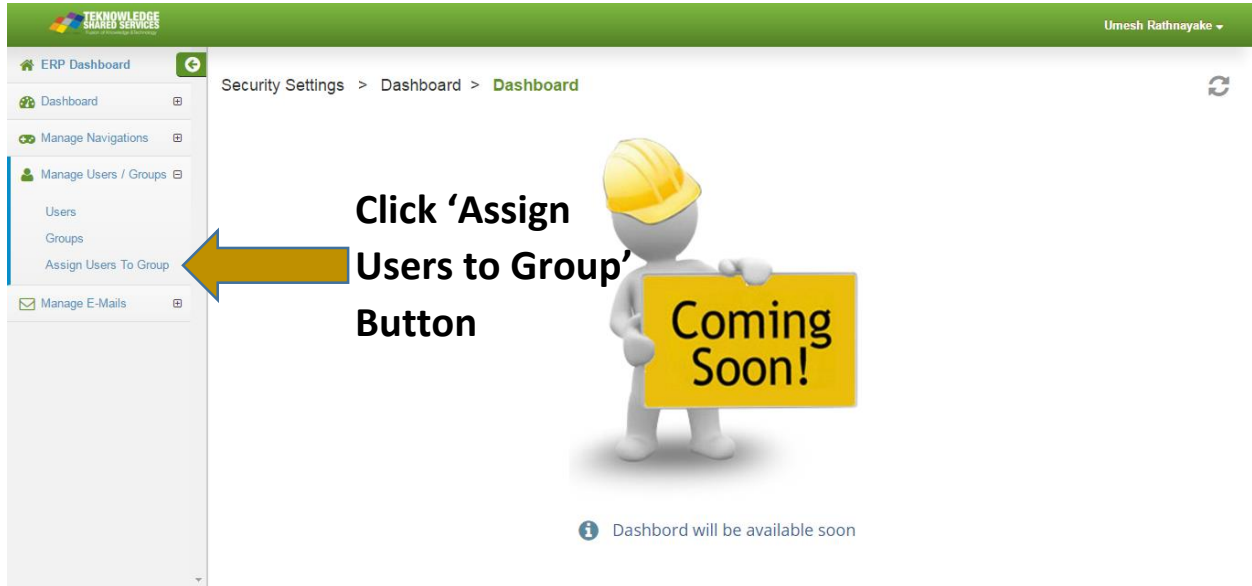 TEKNOWLEDGE
SHARED SERVICES
Umesh Rathnayake
ERP Dashboard
Dashboard
Manage Navigations
Manage Users / Groups
Users
Groups
Assign Users To Group
Manage E-Mails
Security Settings > Dashboard > Dashboard
Click ‘Assign
Users to Group’
Button
Coming
Soon!
Dashbord will be available soon